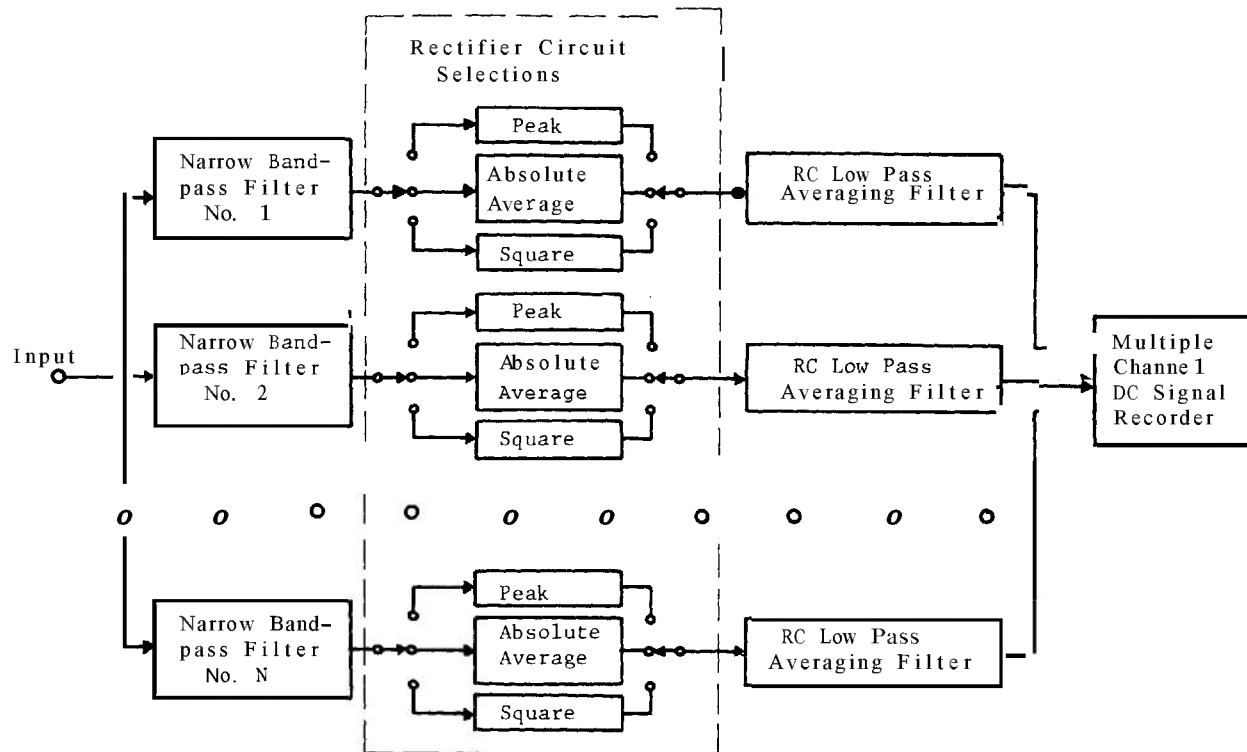 Rectifier Circuit
Selections
Narrow Band-
pass Filter
No. 1
Peak
Absolute
Average
Square
RC Low Pass
Averaging Filter
Input
Narrow Band-
pass Filter
No. 2
Peak
Absolute
Average
Square
RC Low Pass
Averaging Filter
Multiple
Channel
DC Signal
Recorder
Narrow Band-
pass Filter
No. N
Peak
Absolute
Average
Square
RC Low Pass
Averaging Filter